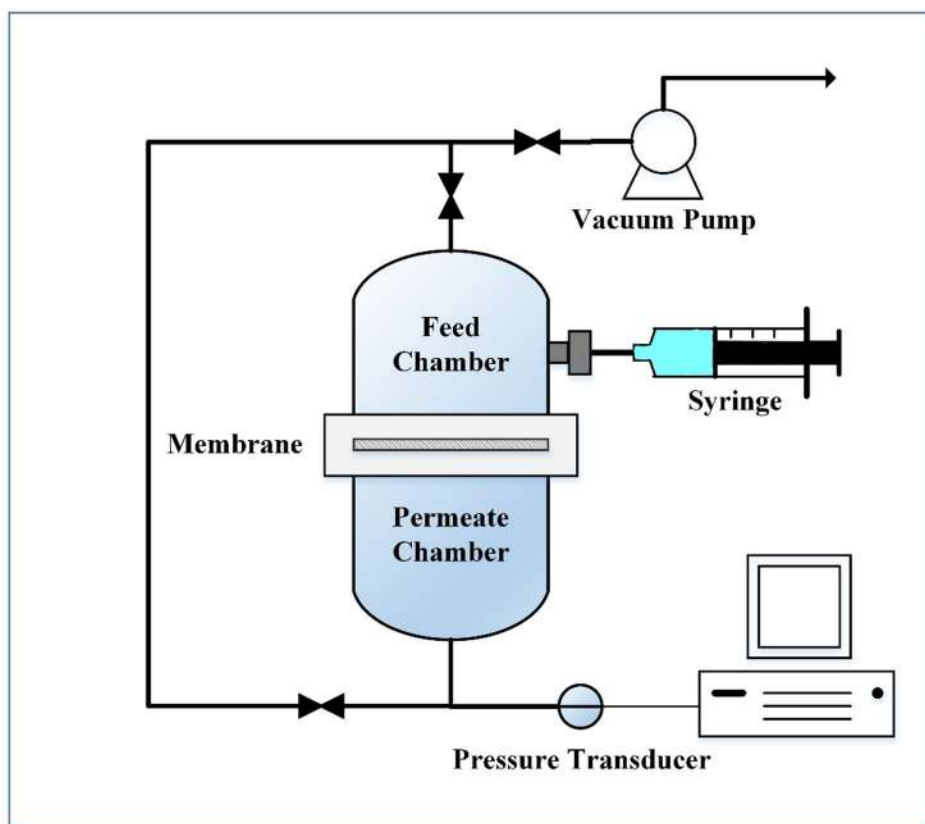 Vacuum Pump
Feed
Chamber
Syringe
Membrane
Permeate
Chamber
Pressure Transducer